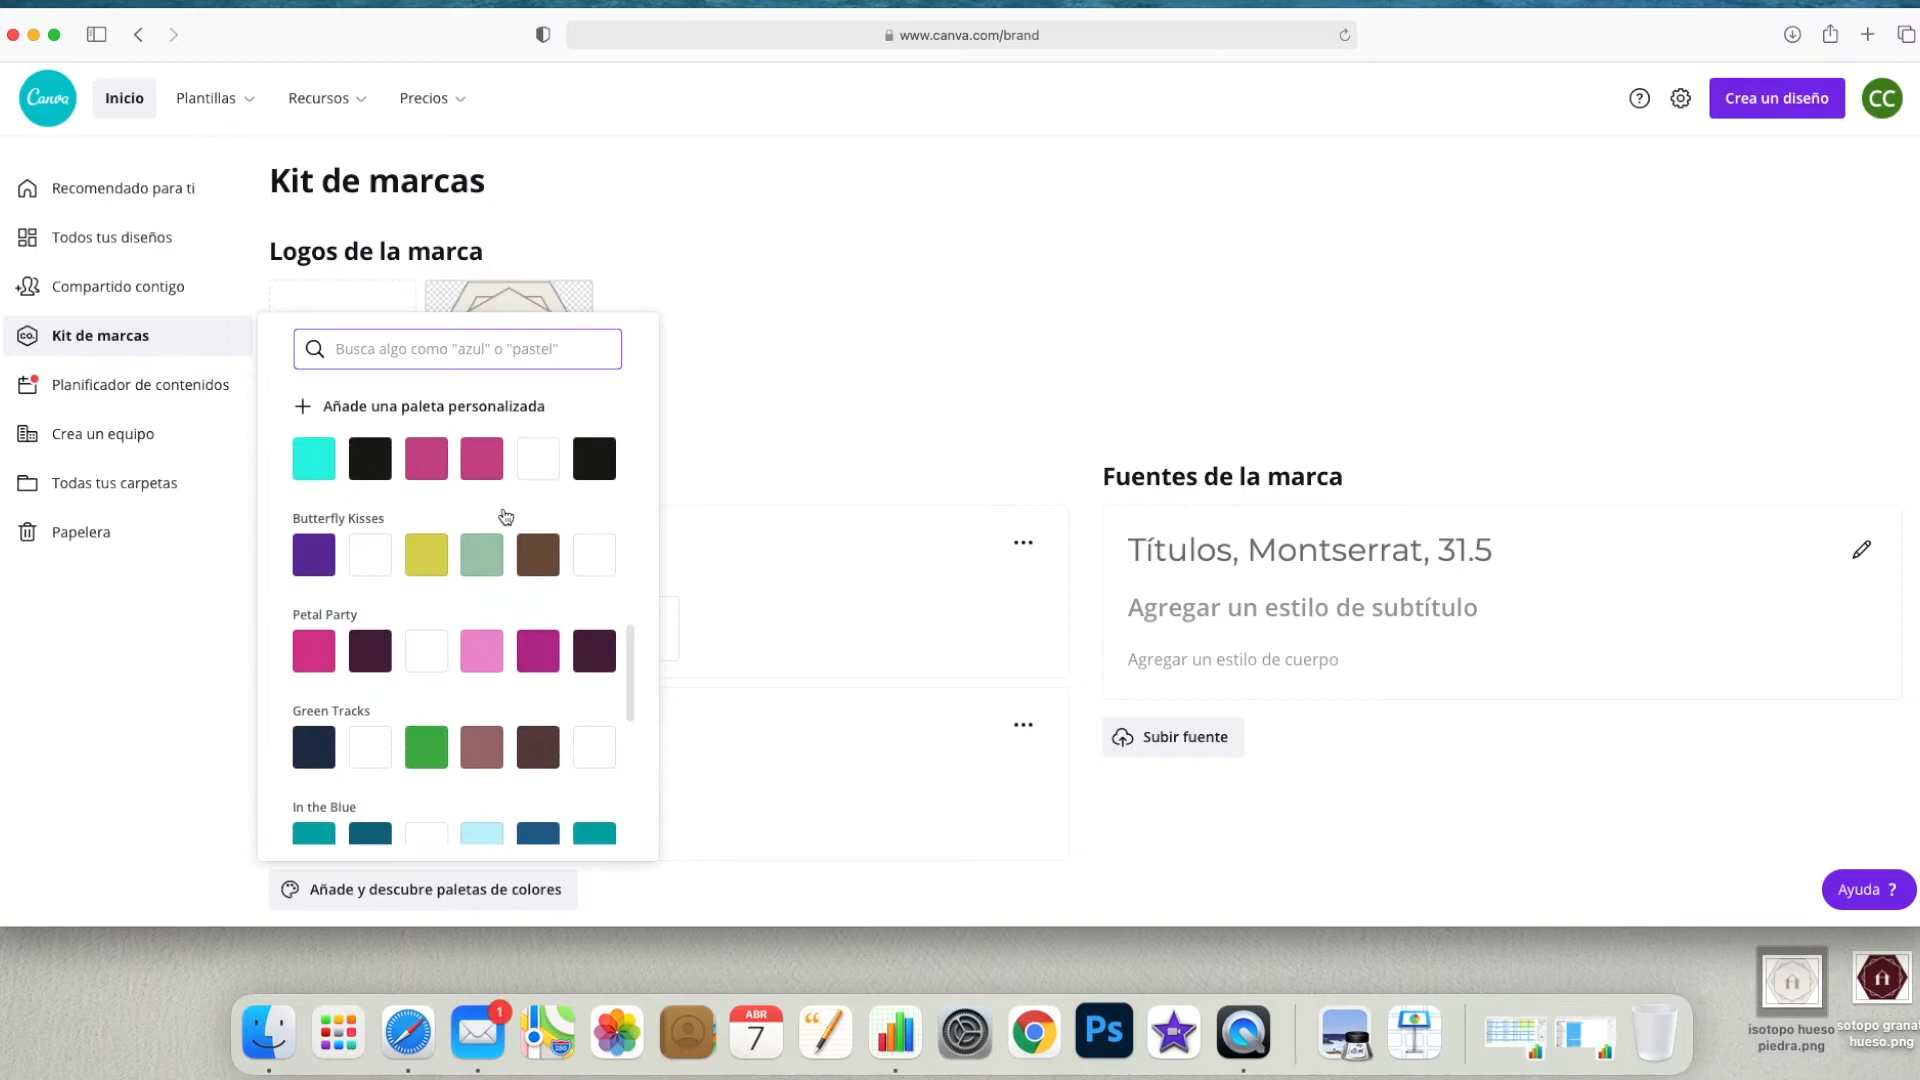 www.canva.com/brand
Canva
Inicio
Plantillas
Recursos
Precios
Crea un diseño
CC
Recomendado para ti
Todos tus diseños
Compartido contigo
CO.
Kit de marcas
Planificador de contenidos
Crea un equipo
Todas tus carpetas
Papelera
Kit de marcas
Logos de la marca
Busca algo como "azul" o "pastel"
Añade una paleta personalizada
Butterfly Kisses
Petal Party
Green Tracks
In the Blue
Añade y descubre paletas de colores
Fuentes de la marca
Títulos, Montserrat, 31.5
Agregar un estilo de subtítulo
Agregar un estilo de cuerpo
Subir fuente
Ayuda ?
1
ABR
7
280
Ps
isotopo hueso
piedra.png
sotopo granat
hueso.png